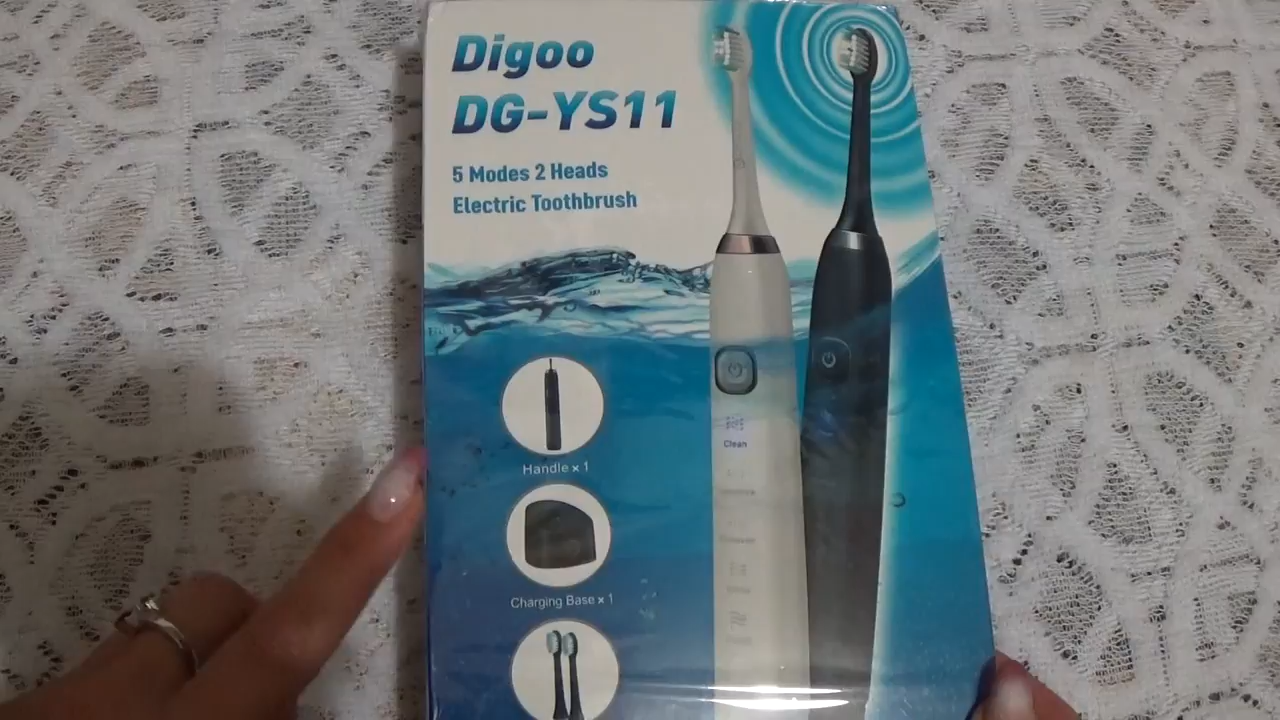 Digoo
DG-YS11
5 Modes 2 Heads
Electric Toothbrush
Handle × 1
Clean
Charging Base × 1